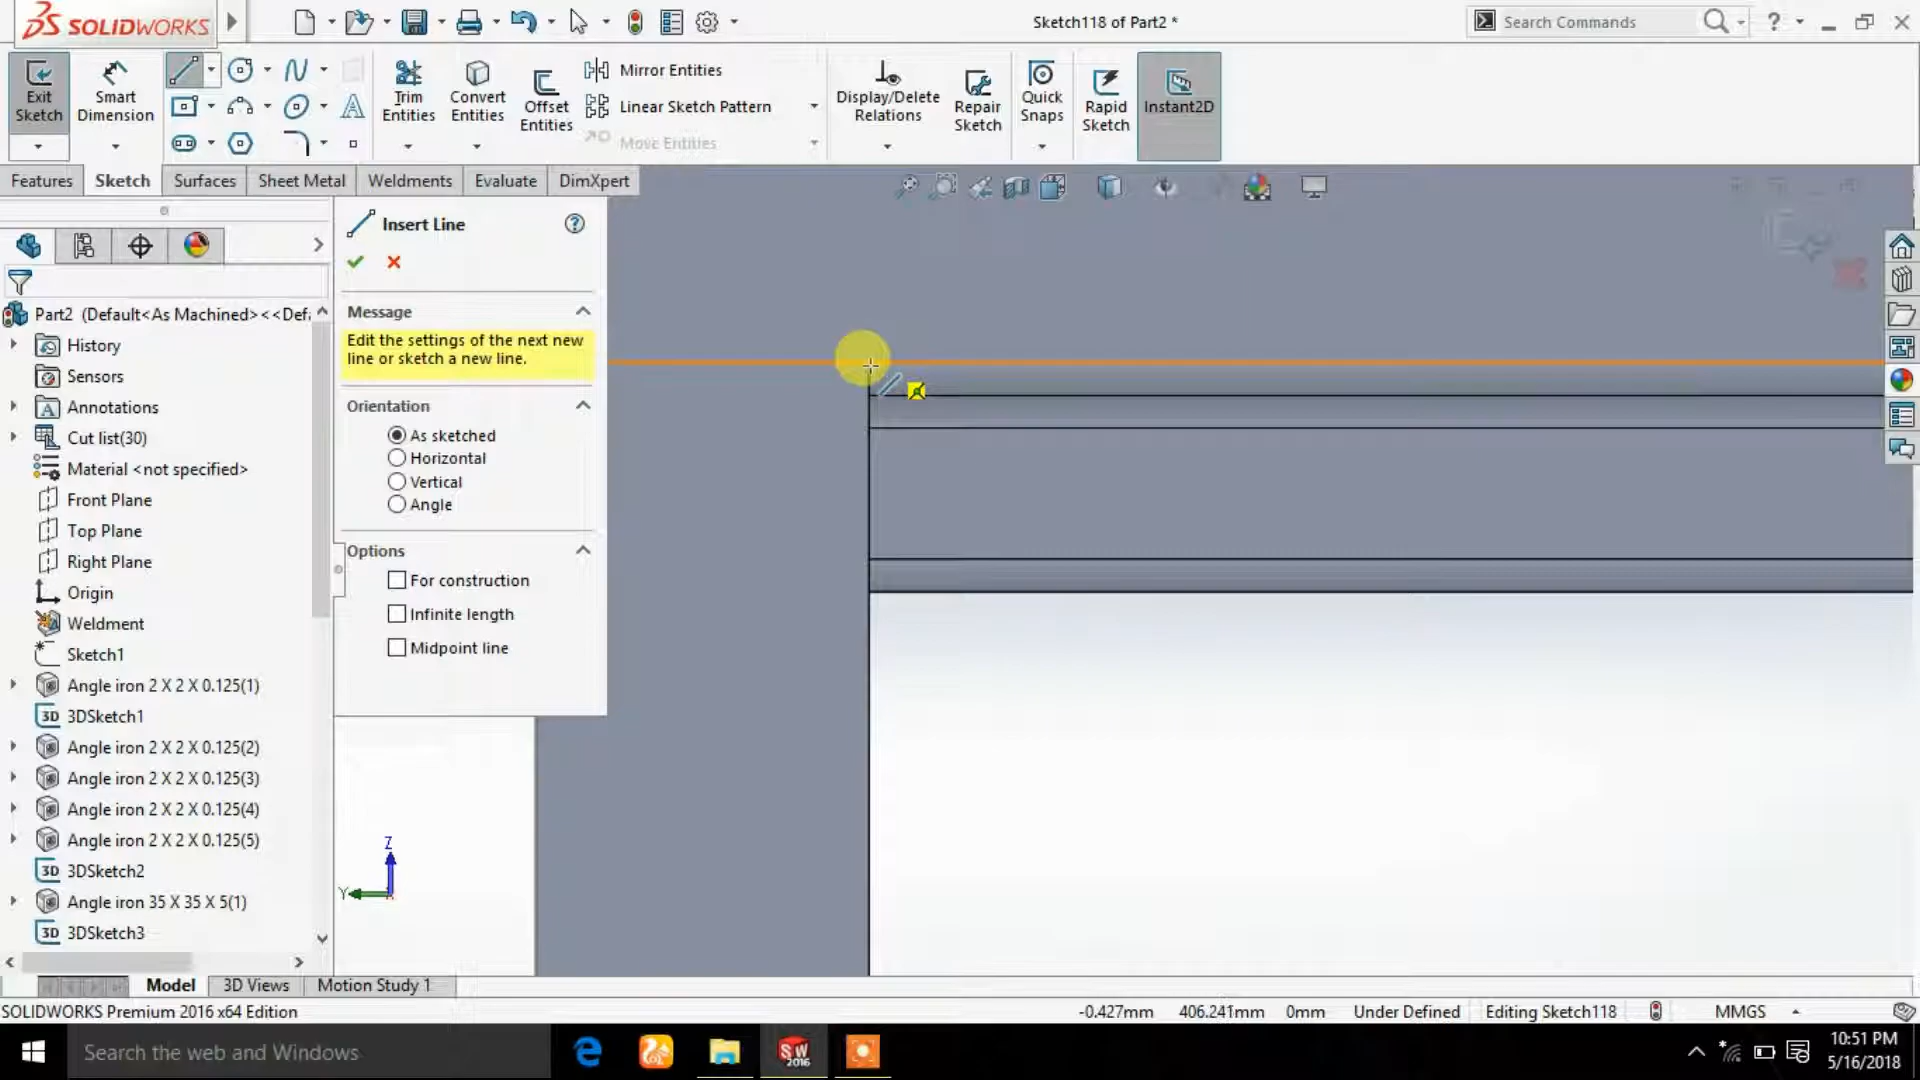 SOLIDWORKS
Sketch118 of Part2 *
Search Commands
?
Exit Sketch
Smart Dimension
Trim Entities
Convert Entities
Offset Entities
Mirror Entities
Linear Sketch Pattern
Move Entities
Display/Delete Relations
Repair Sketch
Quick Snaps
Rapid Sketch
Instant2D
Features
Sketch
Surfaces
Sheet Metal
Weldments
Evaluate
DimXpert
Insert Line
?
Message
Edit the settings of the next new
line or sketch a new line.
Orientation
As sketched
Horizontal
Vertical
Angle
Options
For construction
Infinite length
Midpoint line
Part2 (Default<As Machined><<Def
History
Sensors
Annotations
Cut list(30)
Material <not specified>
Front Plane
Top Plane
Right Plane
Origin
Weldment
Sketch1
Angle iron 2 X 2 X 0.125(1)
3D 3DSketch1
Angle iron 2 X 2 X 0.125(2)
Angle iron 2 X 2 X 0.125(3)
Angle iron 2 X 2 X 0.125(4)
Angle iron 2 X 2 X 0.125(5)
3D 3DSketch2
Angle iron 35 X 35 X 5(1)
3D 3DSketch3
Z
Y
Model
3D Views
Motion Study 1
SOLIDWORKS Premium 2016 x64 Edition
-0.427mm
406.241mm
0mm
Under Defined
Editing Sketch118
MMGS
Search the web and Windows
SW
2016
10:51 PM
5/16/2018